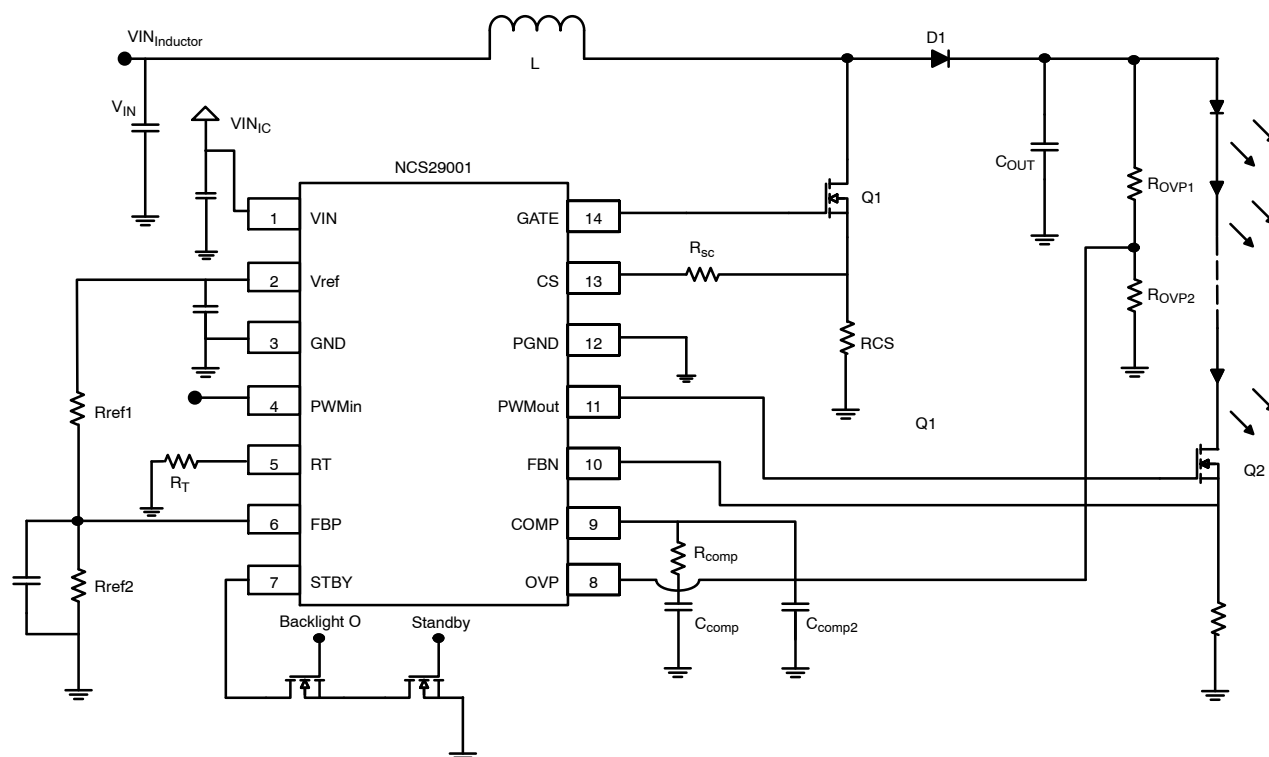 VIN Inductor
L
D1
V IN
VIN IC
C OUT
R OVP1
R OVP2
NCS29001
1 VIN
2 Vref
3 GND
4 PWMin
5 RT
6 FBP
7 STBY
GATE 14
CS 13
PGND 12
PWMout 11
FBN 10
COMP 9
OVP 8
Q1
R sc
RCS
Q1
Q2
Rref1
R T
Rref2
R comp
C comp
C comp2
Backlight O
Standby